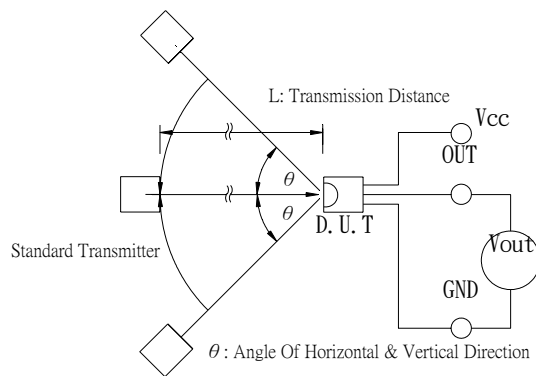 L: Transmission Distance
Vcc
OUT
θ
θ
D.U.T
Standard Transmitter
Vout
GND
θ: Angle Of Horizontal & Vertical Direction